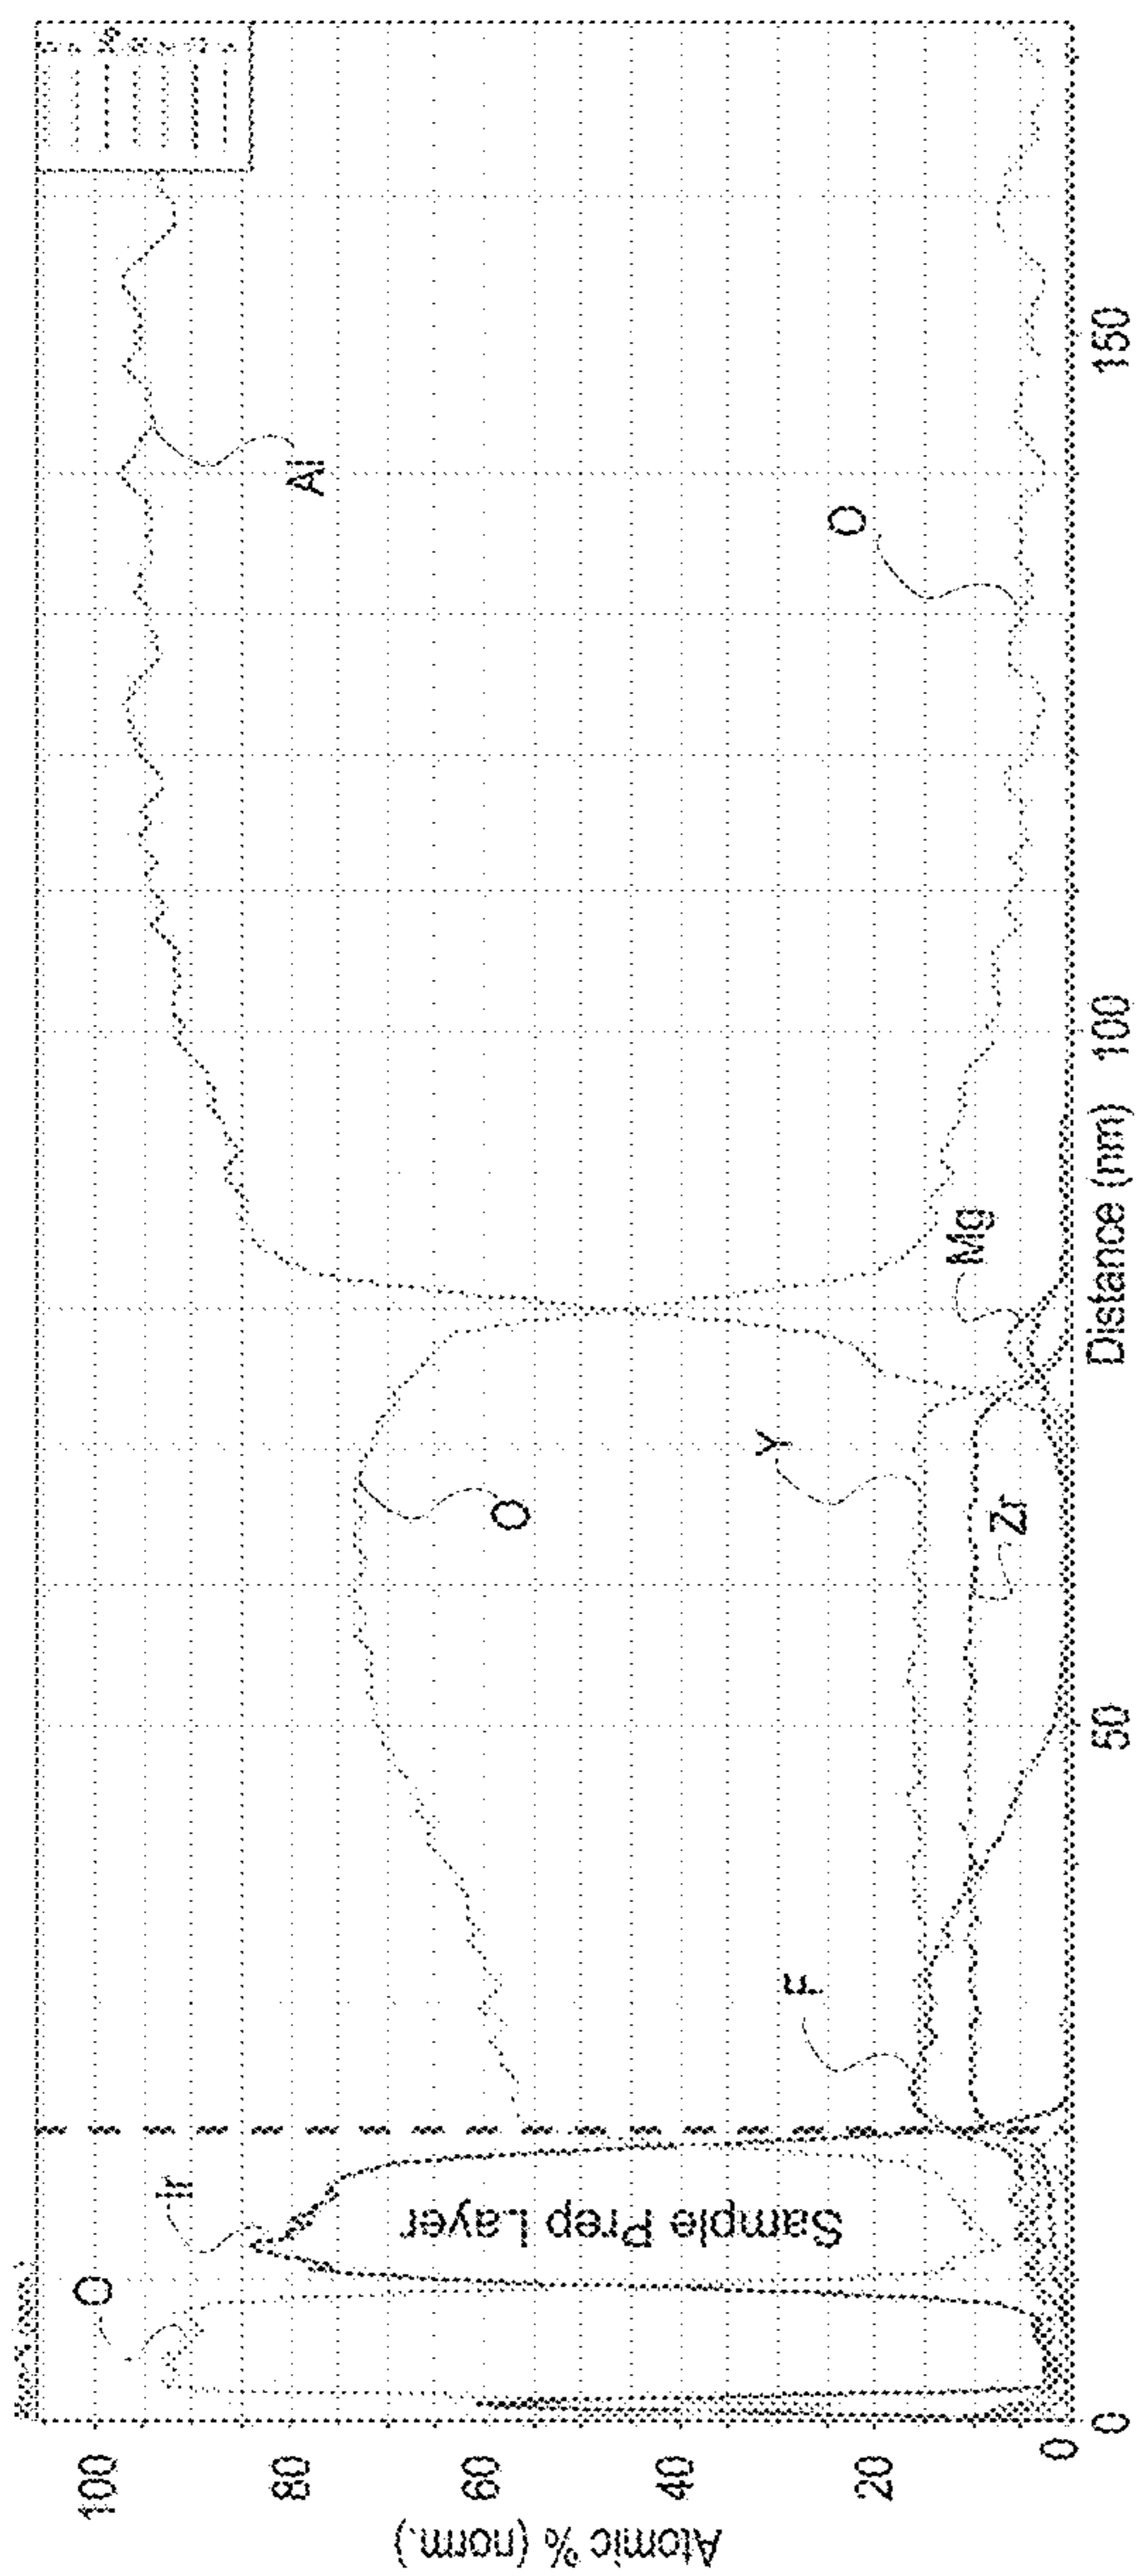 O
Ir
100
80
60
40
20
0
Atomic % (norm.)
Sample Prep Layer
Al
O
F
Y
Zr
Mg
O
0
50
100
150
Distance (nm)